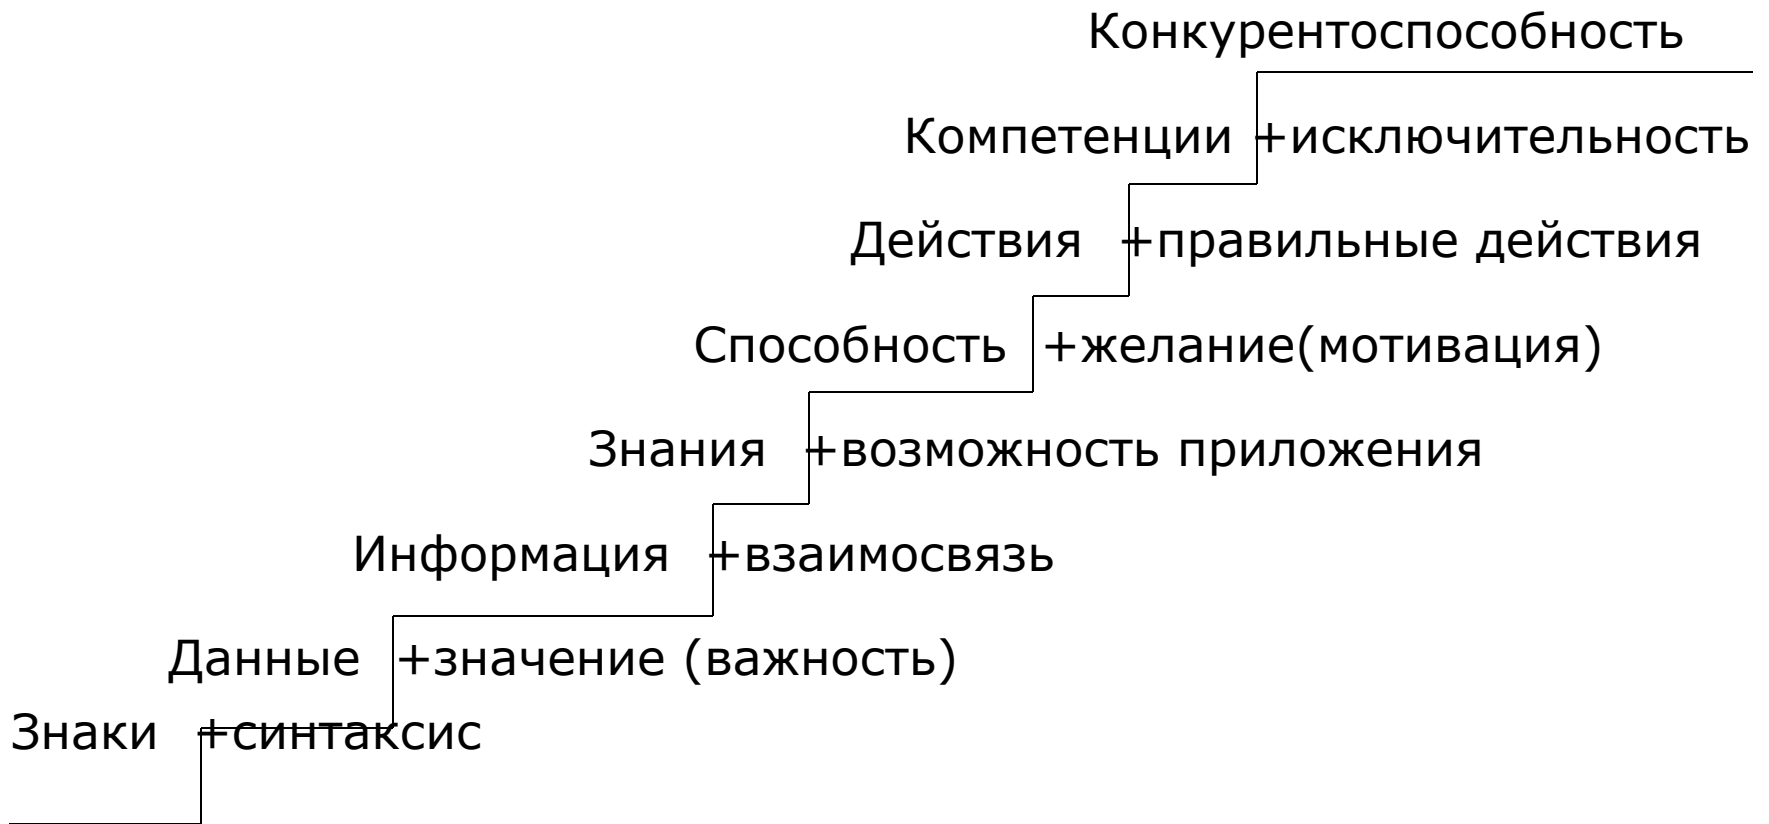 Конкурентоспособность
Компетенции +исключительность
Действия +правильные действия
Способность +желание(мотивация)
Знания +возможность приложения
Информация +взаимосвязь
Данные +значение (важность)
Знаки +синтаксис